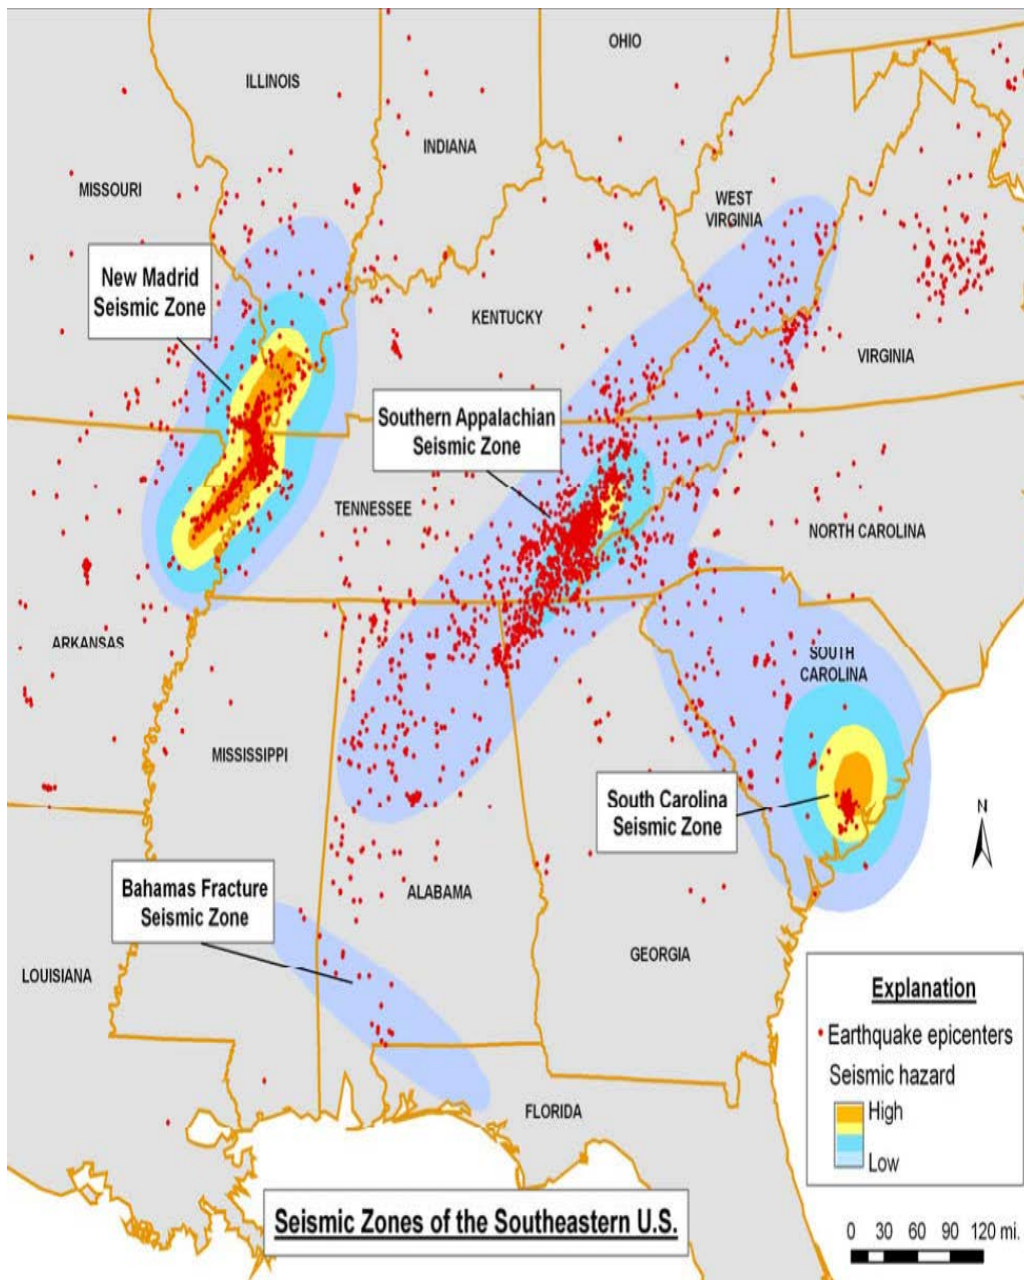 OHIO
ILLINOIS
INDIANA
MISSOURI
WEST
VIRGINIA
New Madrid
Seismic Zone
KENTUCKY
VIRGINIA
Southern Appalachian
Seismic Zone
TENNESSEE
NORTH CAROLINA
ARKANSAS
SOUTH
CAROLINA
MISSISSIPPI
South Carolina
Seismic Zone
N
Bahamas Fracture
Seismic Zone
ALABAMA
GEORGIA
LOUISIANA
Explanation
Earthquake epicenters
Seismic hazard
High
Low
FLORIDA
Seismic Zones of the Southeastern U.S.
0 30 60 90 120 mi.